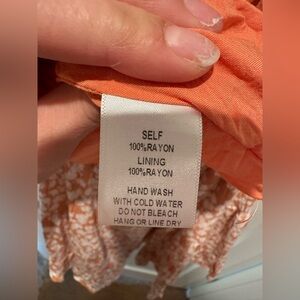 SELF
100%RAYON
LINING
100%RAYON
HAND WASH
WITH COLD WATER
DO NOT BLEACH
HANG OR LINE DRY